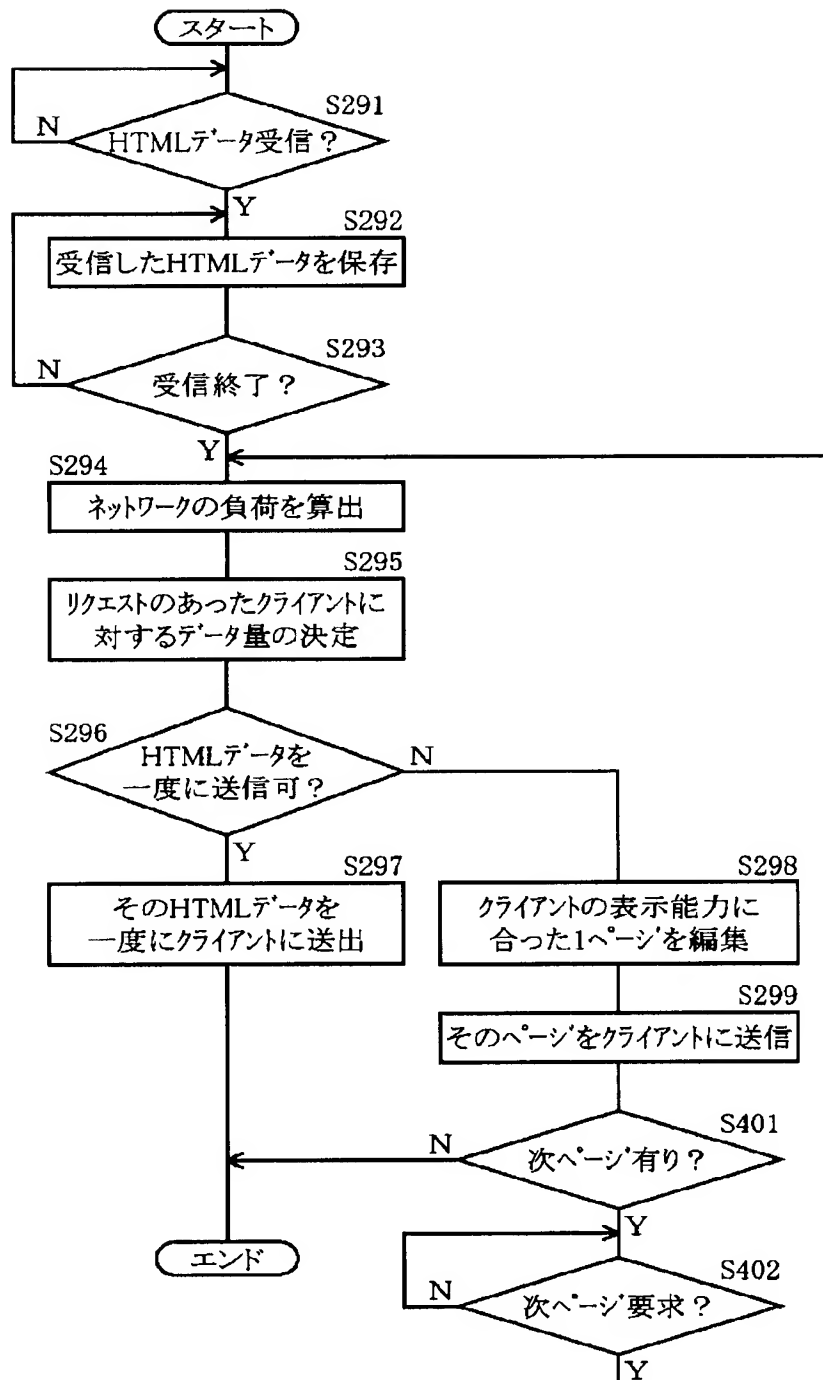 スタート
S291
N
HTMLデータ受信？
Y
S292
受信したHTMLデータを保存
S293
N
受信終了？
Y
S294
ネットワークの負荷を算出
S295
リクエストのあったクライアントに
対するデータ量の決定
S296
HTMLデータを
一度に送信可？
N
Y
S297
そのHTMLデータを
一度にクライアントに送出
S298
クライアントの表示能力に
合った1ページを編集
S299
そのページをクライアントに送信
S401
N
次ページ有り？
Y
エンド
S402
N
次ページ要求？
Y